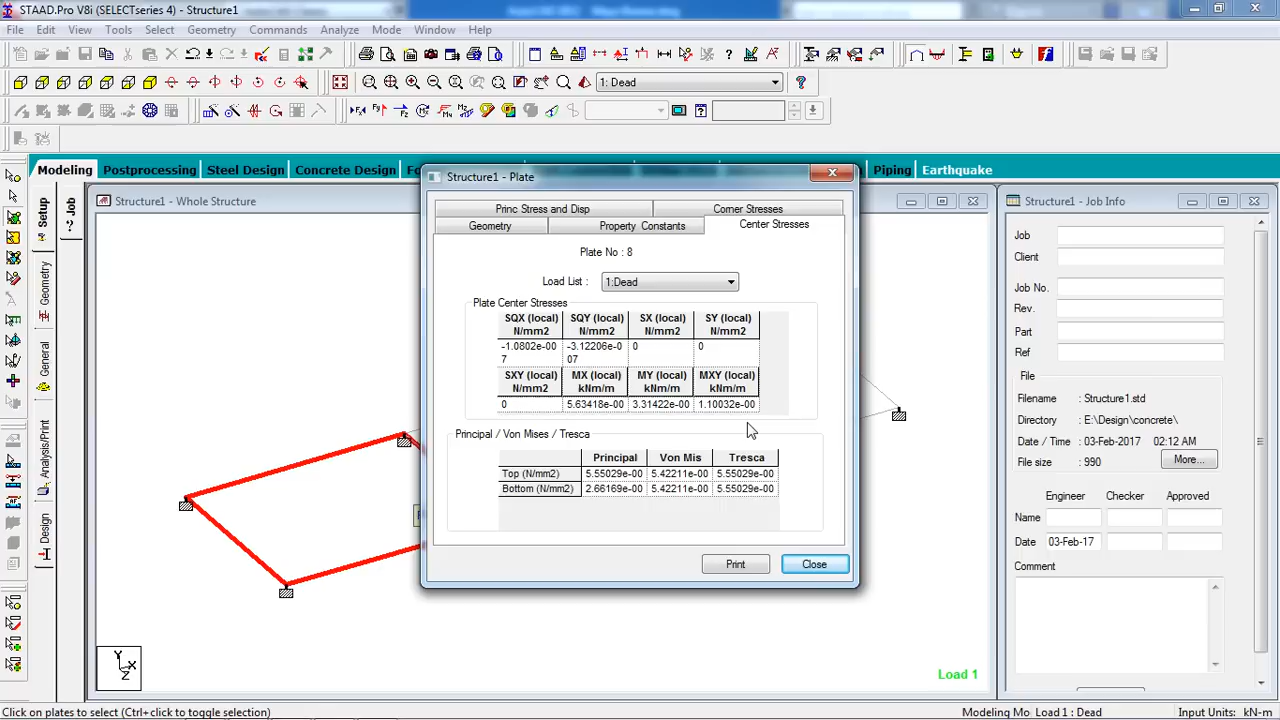 STAAD.Pro V8i (SELECTseries 4) - Structure1
File Edit View Tools Select Geometry Commands Analyze Mode Window Help
1: Dead
Modeling Postprocessing Steel Design Concrete Design Piping Earthquake
Structure1 - Whole Structure
Structure1 - Plate
Structure1 - Job Info
Setup
Job
Geometry
General
Analysis/Print
Design
Princ Stress and Disp Corner Stresses
Geometry Property Constants Center Stresses
Plate No : 8
Load List : 1:Dead
Plate Center Stresses
SQX (local) SQY (local) SX (local) SY (local)
N/mm2 N/mm2 N/mm2 N/mm2
-1.0802e-00 -3.12206e-0 0 0
7 07
SXY (local) MX (local) MY (local) MXY (local)
N/mm2 kNm/m kNm/m kNm/m
0 5.63418e-00 3.31422e-00 1.10032e-00
Principal / Von Mises / Tresca
Principal Von Mis Tresca
Top (N/mm2) 5.55029e-00 5.42211e-00 5.55029e-00
Bottom (N/mm2) 2.66169e-00 5.42211e-00 5.55029e-00
Print Close
Job
Client
Job No.
Rev.
Part
Ref
File
Filename : Structure1.std
Directory : E:\Design\concrete\
Date / Time : 03-Feb-2017 02:12 AM
File size : 990 More...
Engineer Checker Approved
Name
Date 03-Feb-17
Comment
Y
X
Z
Load 1
Click on plates to select (Ctrl+click to toggle selection) Modeling Mo Load 1 : Dead Input Units: kN-m